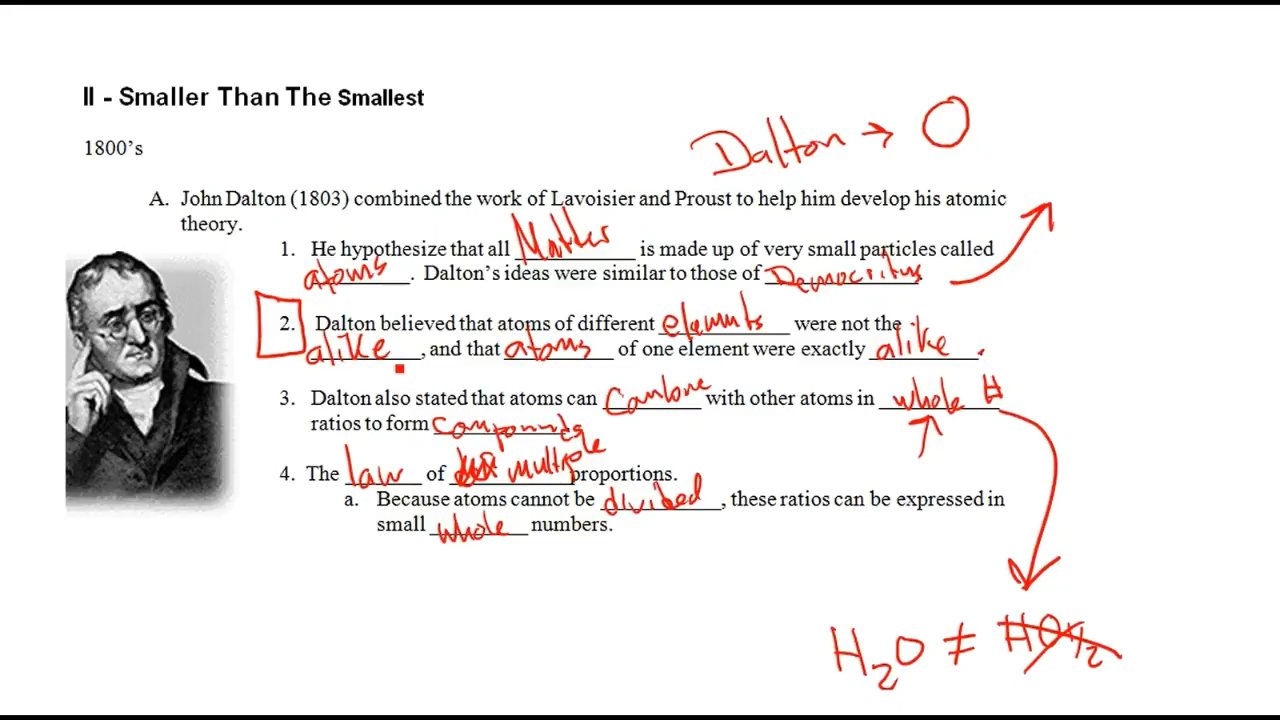 II - Smaller Than The Smallest
Dalton → O
1800's
A. John Dalton (1803) combined the work of Lavoisier and Proust to help him develop his atomic
theory.
1. He hypothesize that all Matter is made up of very small particles called
atoms. Dalton's ideas were similar to those of Democritus
2. Dalton believed that atoms of different elements were not the
alike, and that atoms of one element were exactly alike.
3. Dalton also stated that atoms can combine with other atoms in whole #
ratios to form compounds
4. The law of multiple proportions.
a. Because atoms cannot be divided, these ratios can be expressed in
small whole numbers.
H₂O ≠ HO½